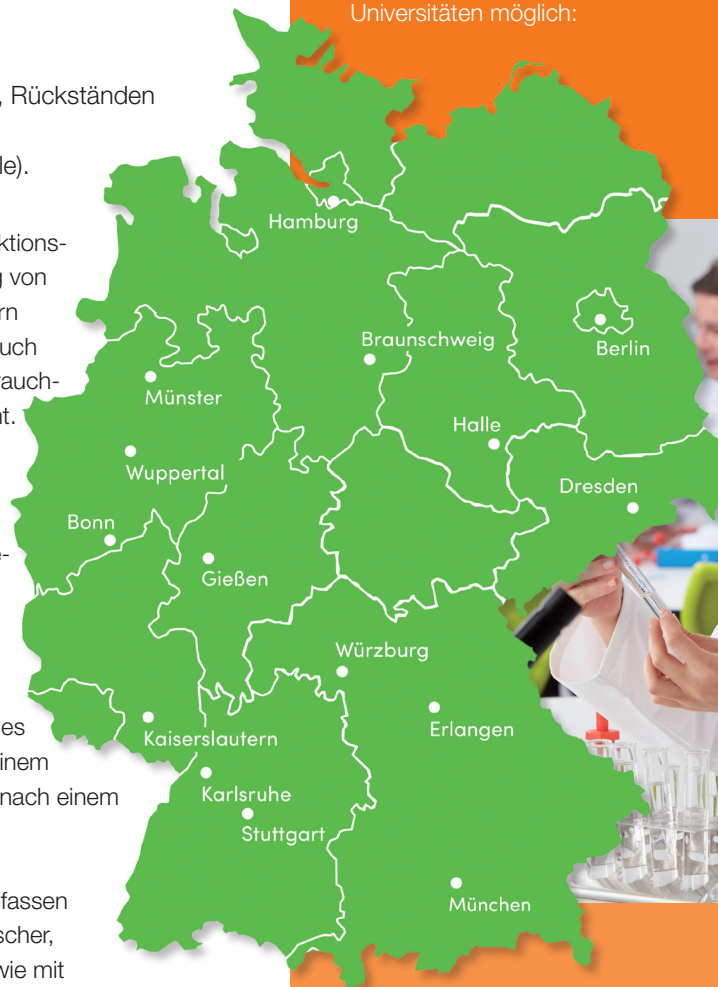 Universitäten möglich:
, Rückständen
le).
ktions-
g von
rn
uch
rauch-
nt.
e-
es
inem
nach einem
fassen
scher,
wie mit
Hamburg
Berlin
Braunschweig
Münster
Halle
Wuppertal
Dresden
Bonn
Gießen
Würzburg
Erlangen
Kaiserslautern
Karlsruhe
Stuttgart
München